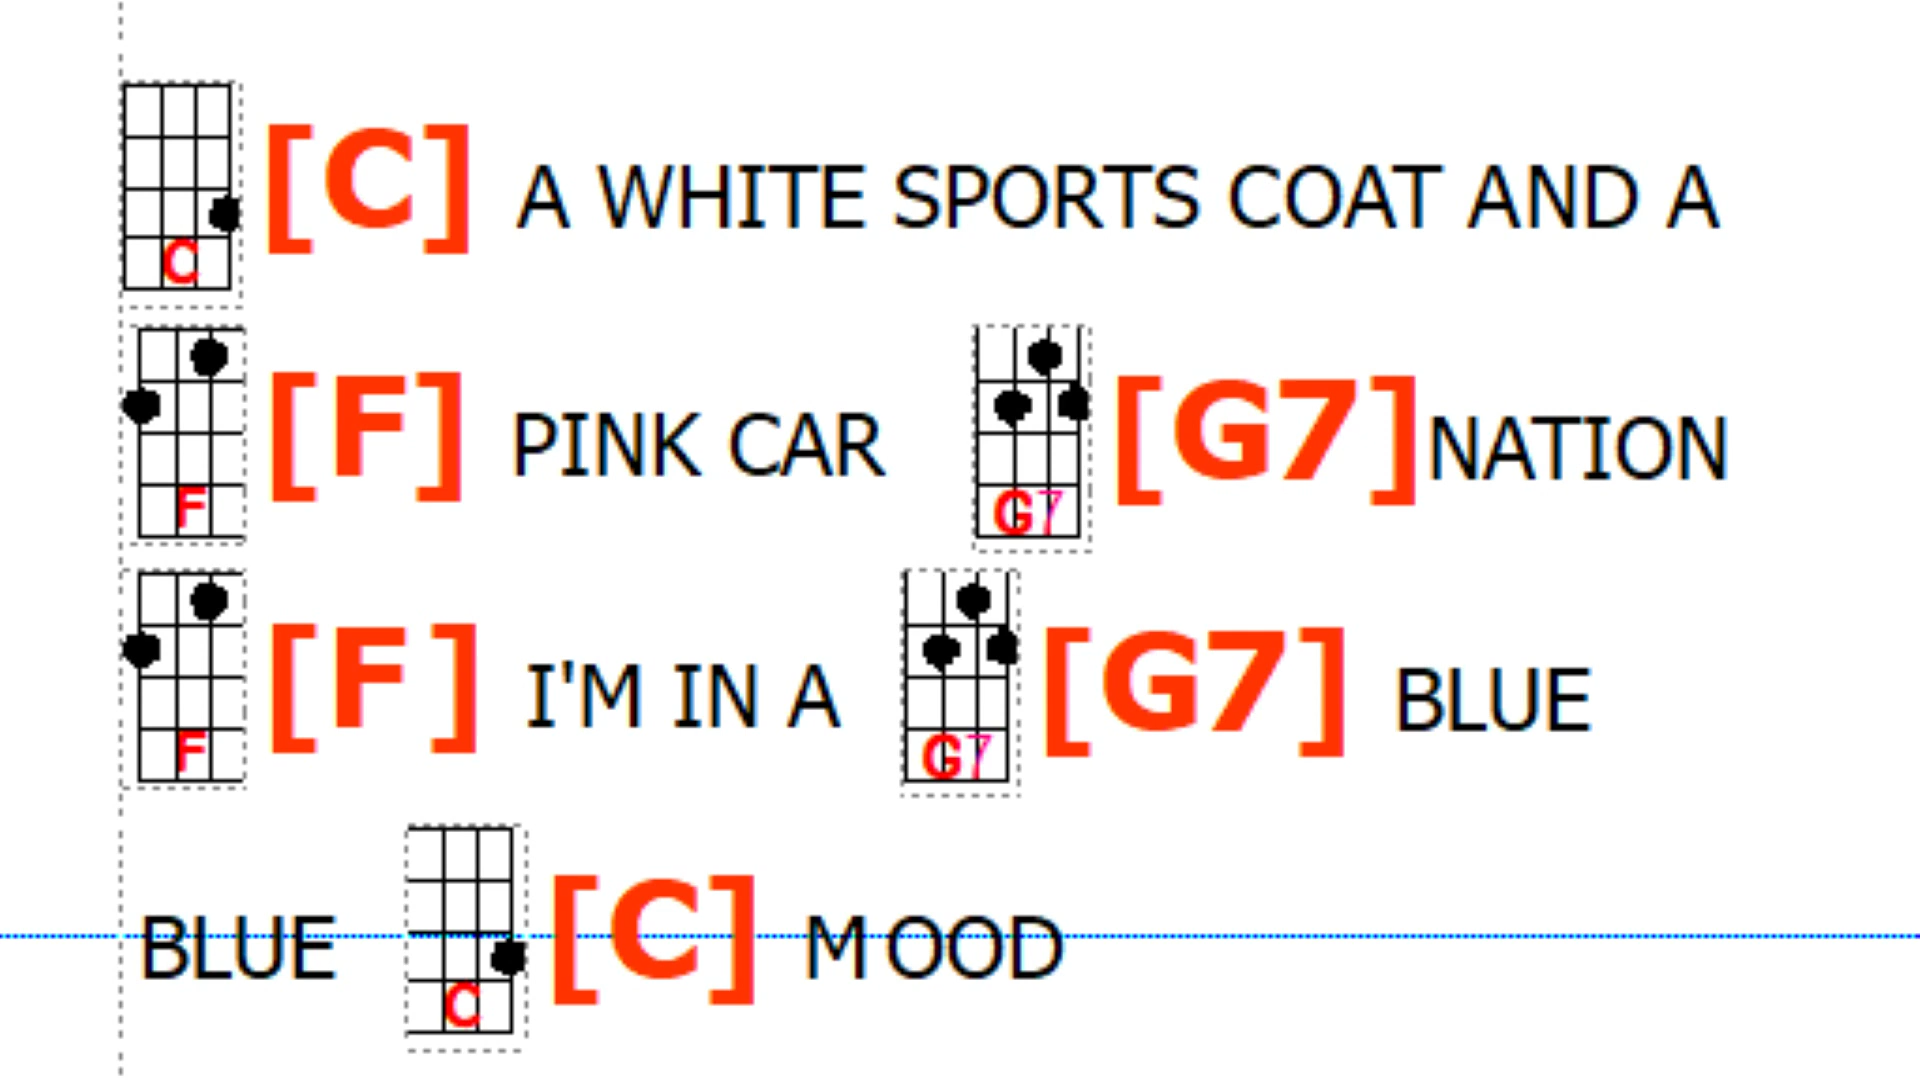 C [C] A WHITE SPORTS COAT AND A
F [F] PINK CAR G7 [G7]NATION
F [F ] I'M IN A G7 [G7] BLUE
BLUE C [C] MOOD